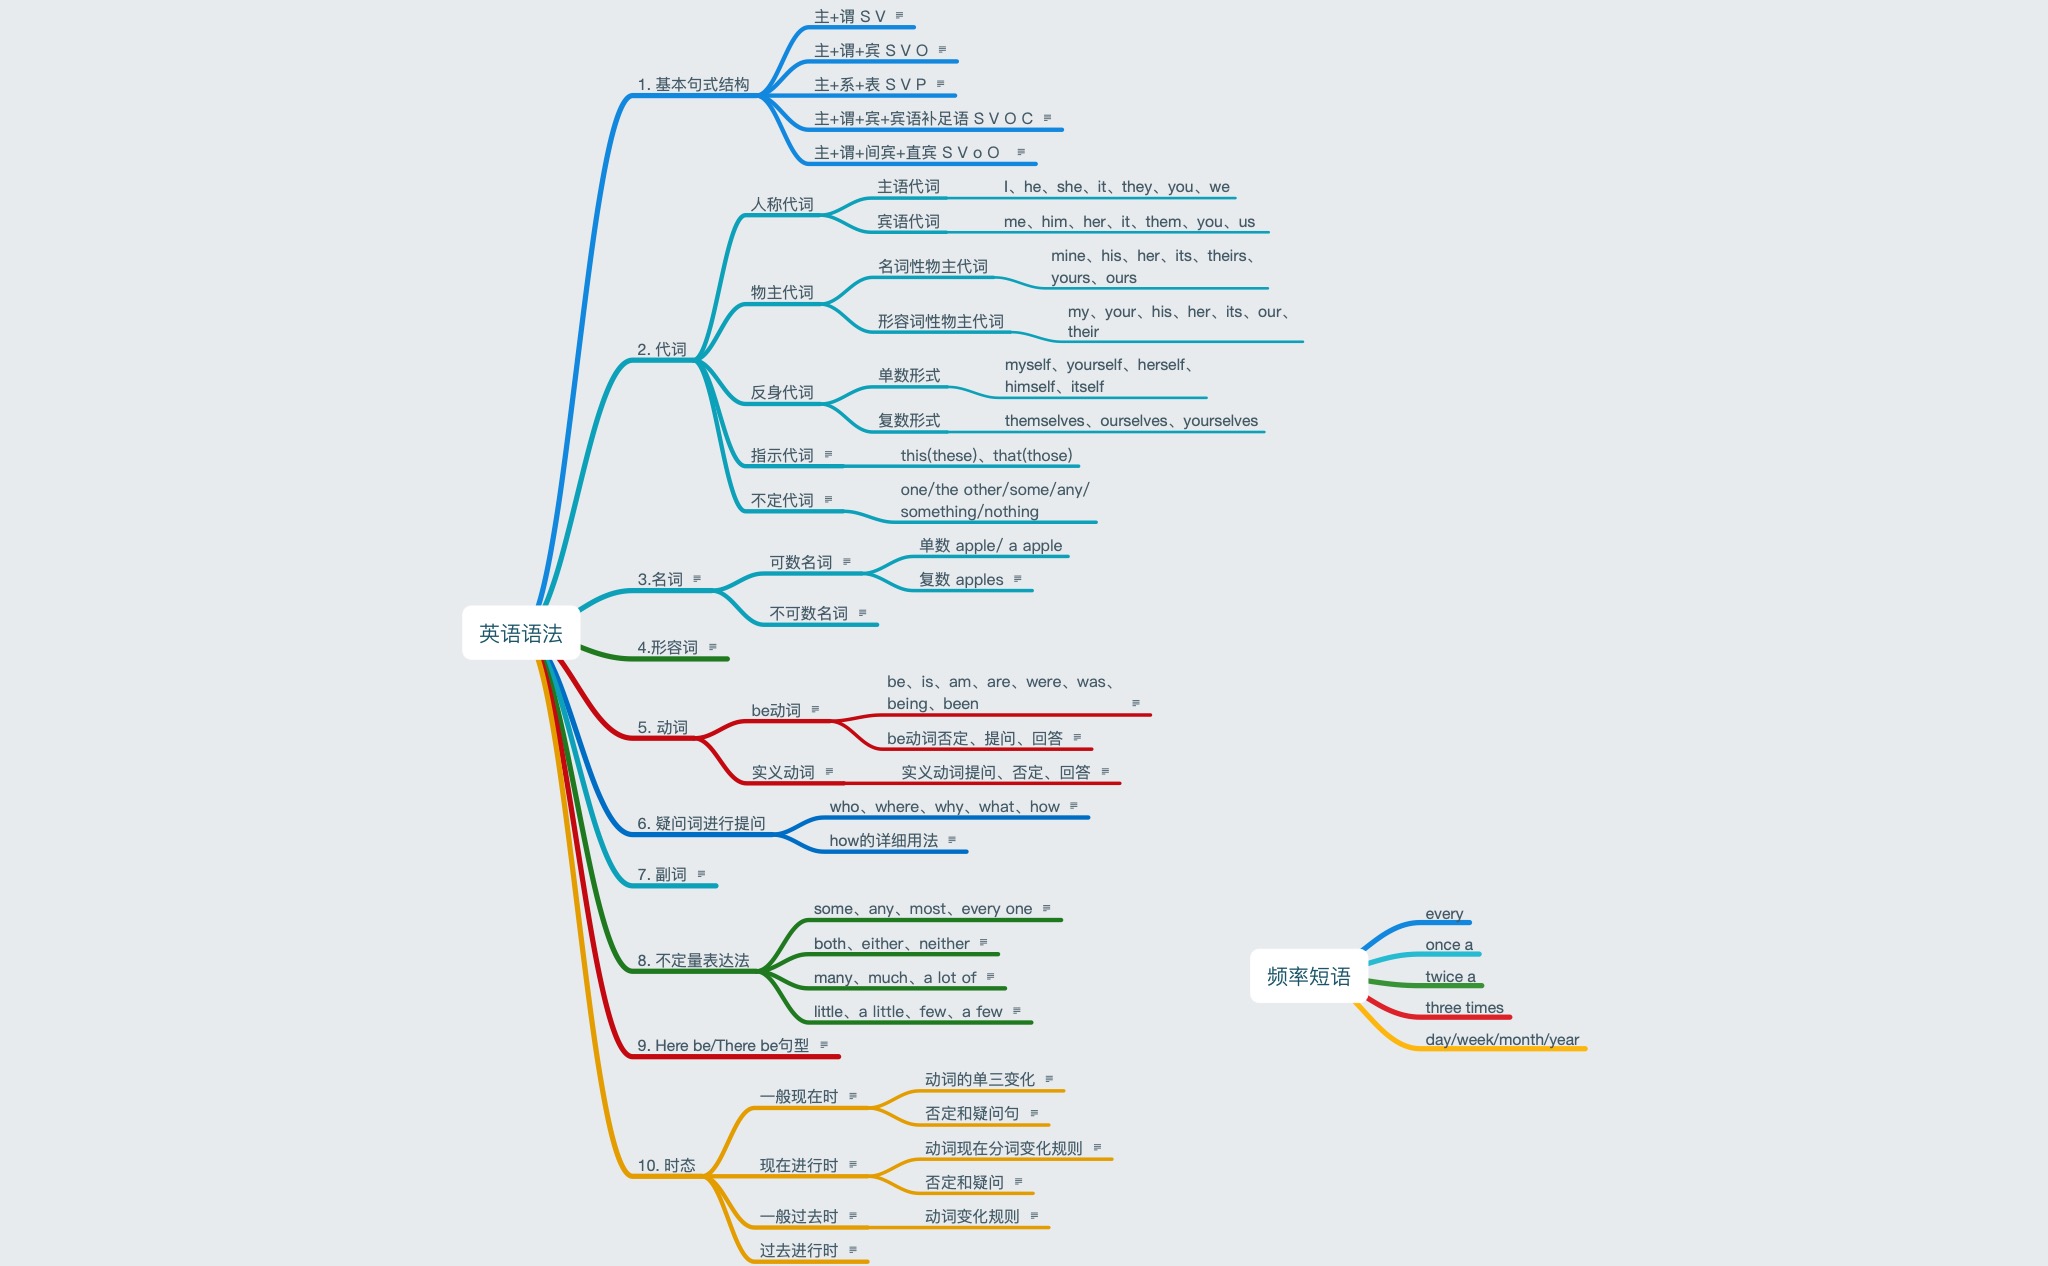 英语语法
1. 基本句式结构
主+谓 S V
主+谓+宾 S V O
主+系+表 S V P
主+谓+宾+宾语补足语 S V O C
主+谓+间宾+直宾 S V o O
2. 代词
人称代词
主语代词
I、he、she、it、they、you、we
宾语代词
me、him、her、it、them、you、us
物主代词
名词性物主代词
mine、his、her、its、theirs、
yours、ours
形容词性物主代词
my、your、his、her、its、our、
their
反身代词
单数形式
myself、yourself、herself、
himself、itself
复数形式
themselves、ourselves、yourselves
指示代词
this(these)、that(those)
不定代词
one/the other/some/any/
something/nothing
3.名词
可数名词
单数 apple/ a apple
复数 apples
不可数名词
4.形容词
5. 动词
be动词
be、is、am、are、were、was、
being、been
be动词否定、提问、回答
实义动词
实义动词提问、否定、回答
6. 疑问词进行提问
who、where、why、what、how
how的详细用法
7. 副词
8. 不定量表达法
some、any、most、every one
both、either、neither
many、much、a lot of
little、a little、few、a few
9. Here be/There be句型
10. 时态
一般现在时
动词的单三变化
否定和疑问句
现在进行时
动词现在分词变化规则
否定和疑问
一般过去时
动词变化规则
过去进行时
频率短语
every
once a
twice a
three times
day/week/month/year